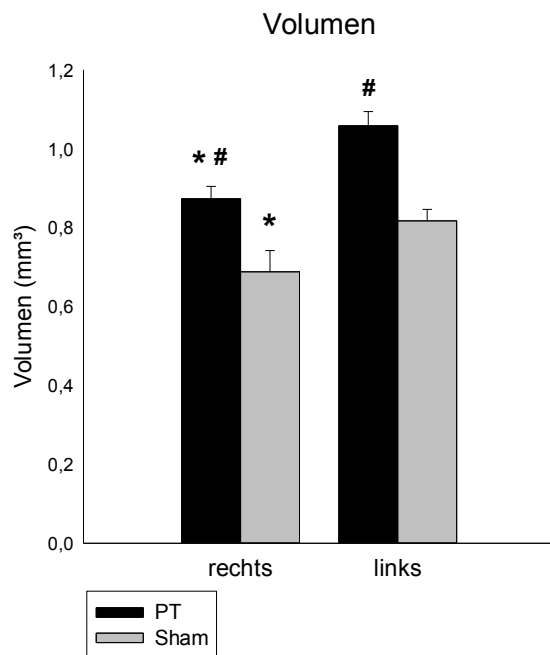 Volumen
Volumen (mm³)
1,2
1,0
0,8
0,6
0,4
0,2
0,0
* #
*
#
rechts
links
PT
Sham